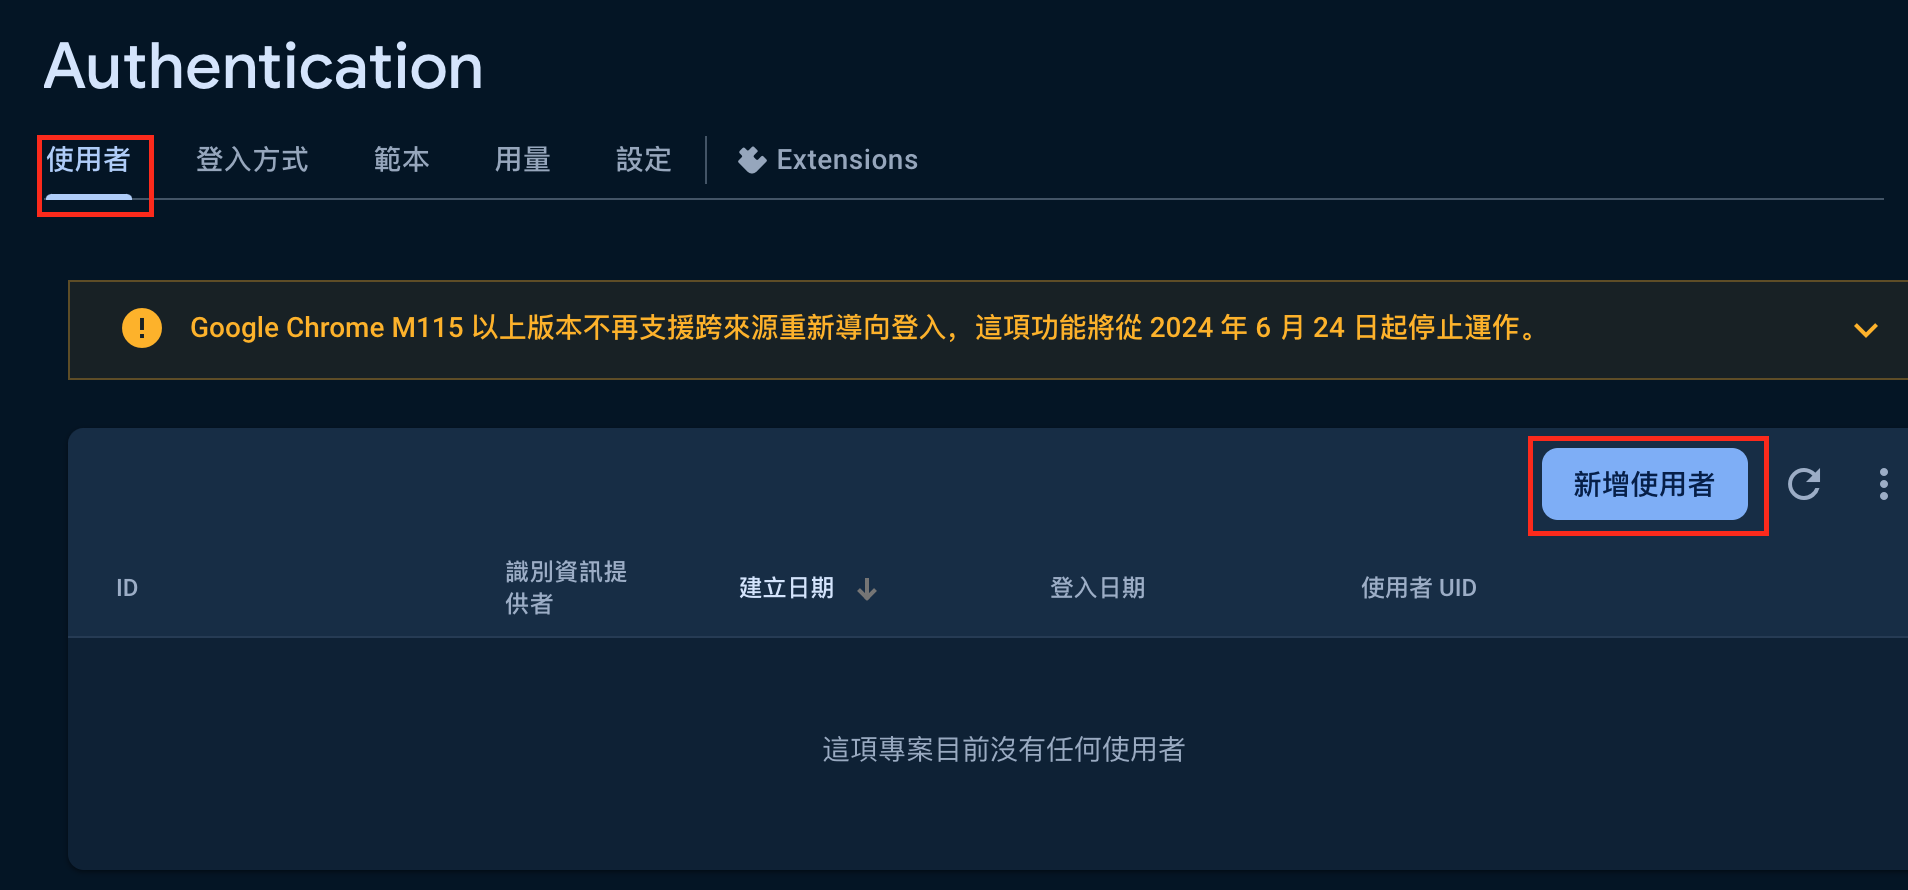 Authentication
使用者 登入方式 範本 用量 設定 Extensions
Google Chrome M115 以上版本不再支援跨來源重新導向登入，這項功能將從 2024 年 6 月 24 日起停止運作。
新增使用者
ID 識別資訊提供者 建立日期 登入日期 使用者 UID
這項專案目前沒有任何使用者